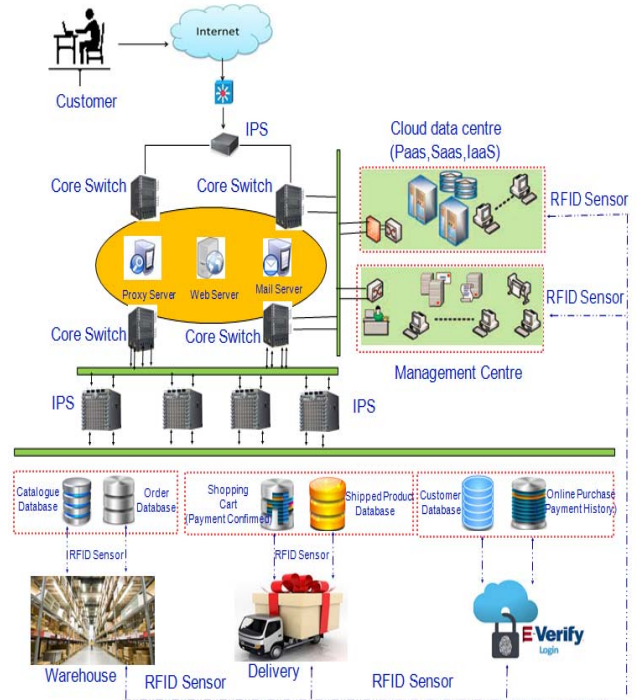 Internet
Customer
IPS
Cloud data centre
(Paas,Saas,IaaS)
Core Switch
Core Switch
RFID Sensor
Proxy Server
Web Server
Mail Server
RFID Sensor
Core Switch
Core Switch
Management Centre
IPS
IPS
Catalogue
Database
Order
Database
Shopping
Cart
(Payment Confirmed)
Shipped Product
Database
Customer
Database
Online Purchase
Payment History)
RFID Sensor
RFID Sensor
E-Verify
Login
Warehouse
RFID Sensor
Delivery
RFID Sensor